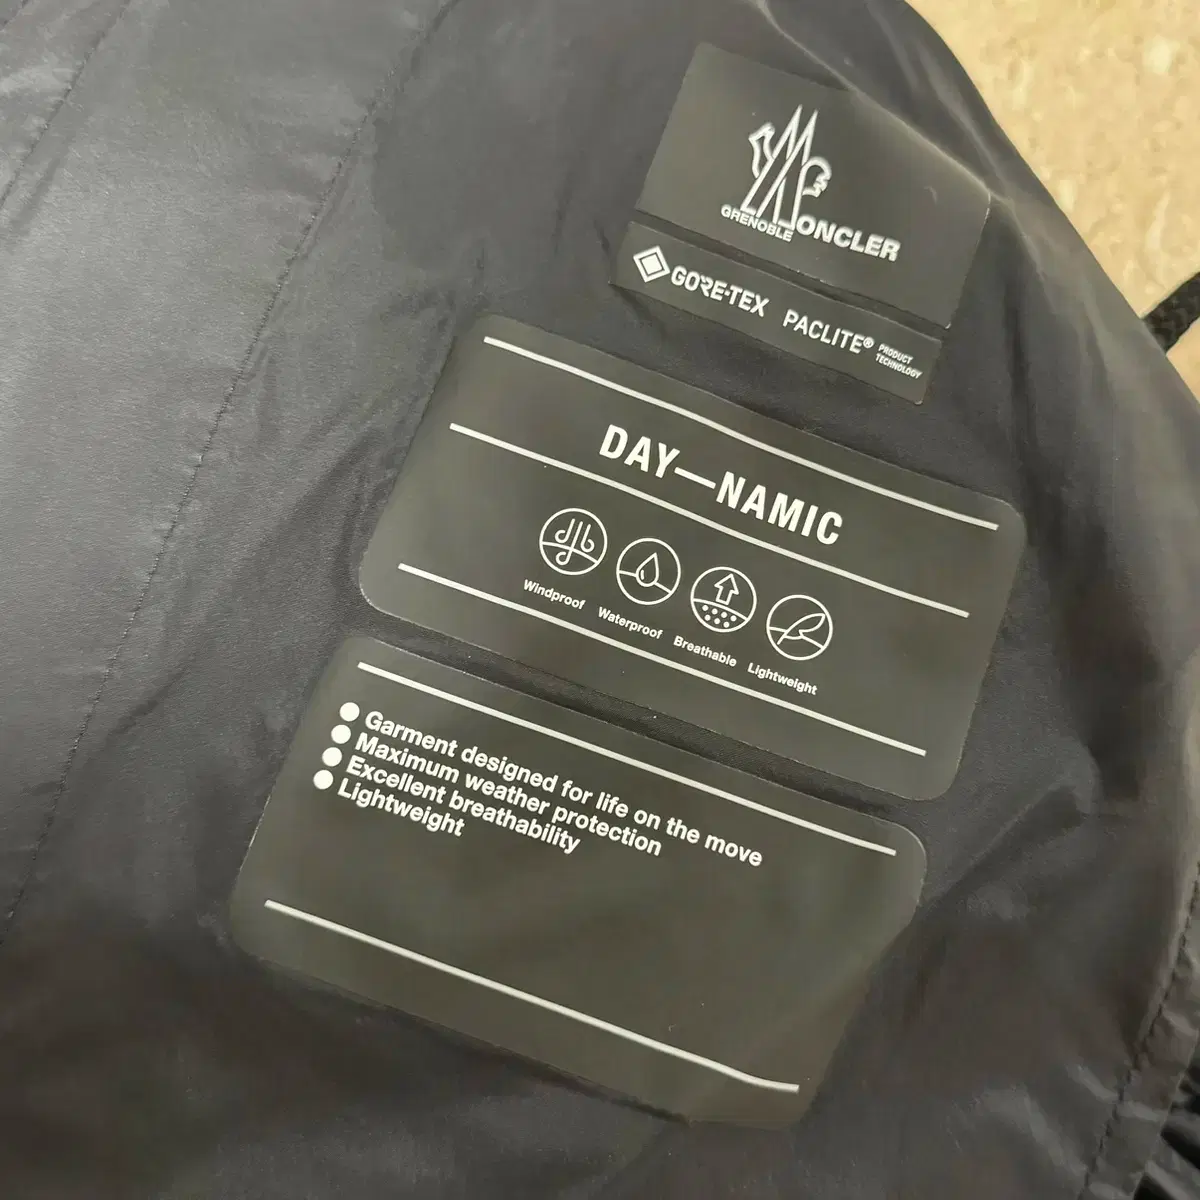 GRENOBLE MONCLER
GORE-TEX PACLITE® PRODUCT TECHNOLOGY
DAY—NAMIC
Windproof Waterproof Breathable Lightweight
● Garment designed for life on the move
● Maximum weather protection
● Excellent breathability
● Lightweight